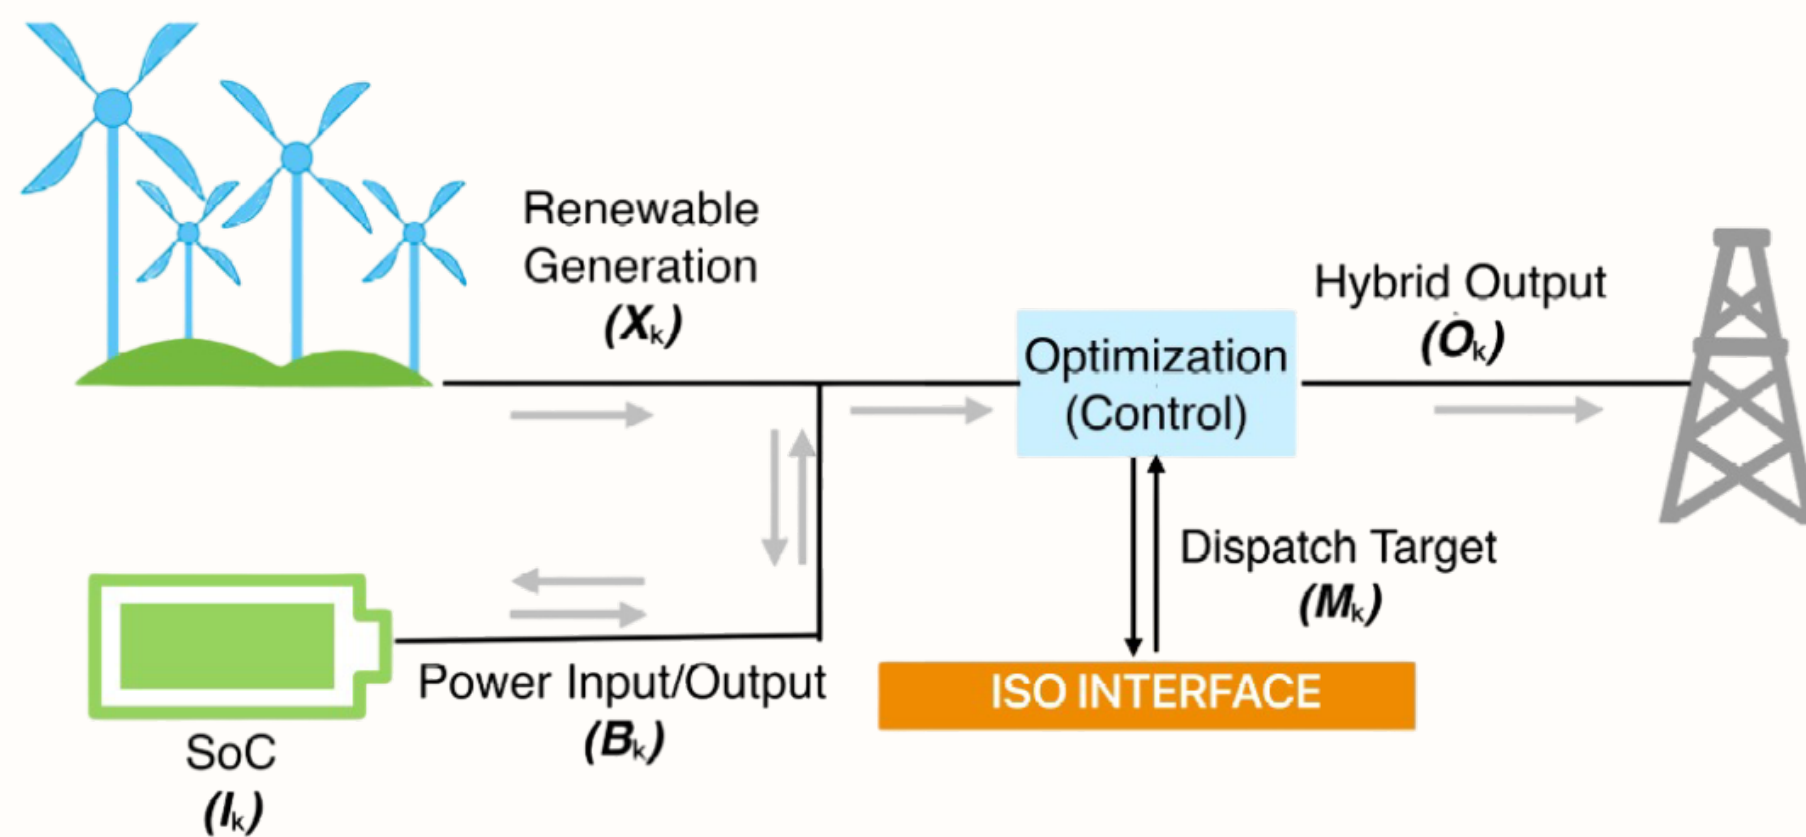 Renewable
Generation
(Xk)
Hybrid Output
(Ok)
Optimization
(Control)
Dispatch Target
(Mk)
ISO INTERFACE
Power Input/Output
(Bk)
SoC
(Ik)